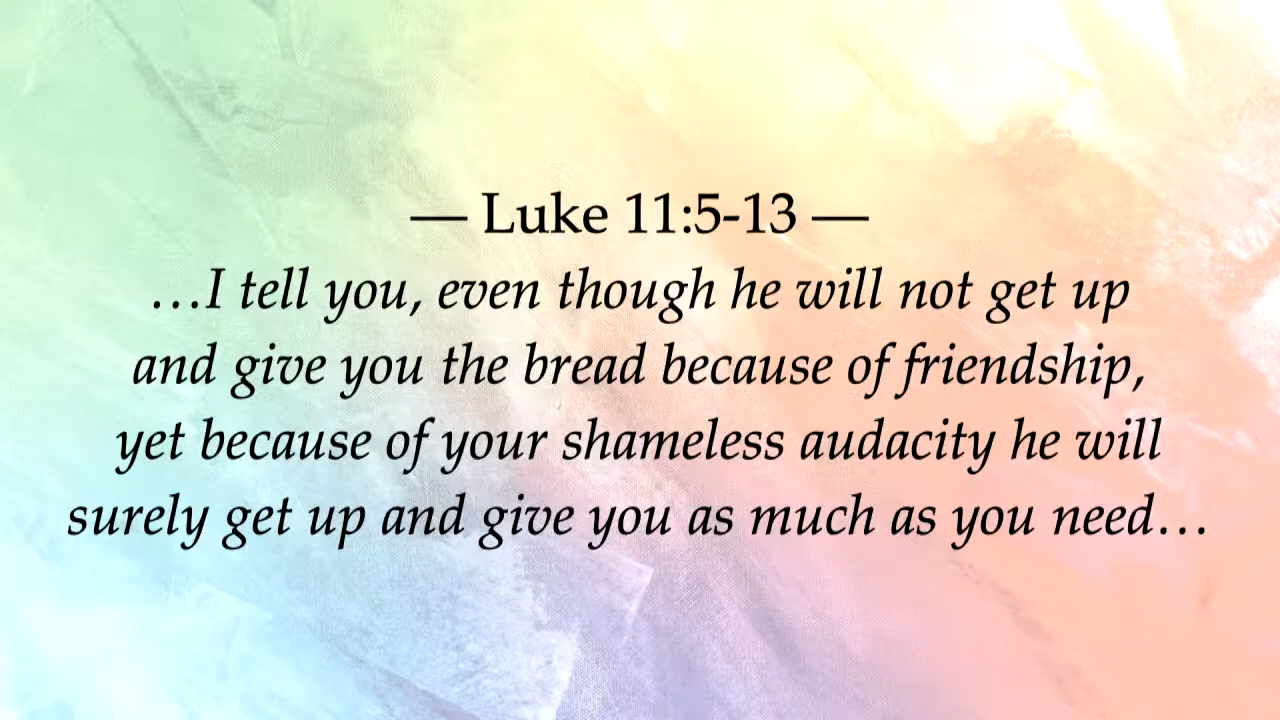 — Luke 11:5-13 —
…I tell you, even though he will not get up
and give you the bread because of friendship,
yet because of your shameless audacity he will
surely get up and give you as much as you need…